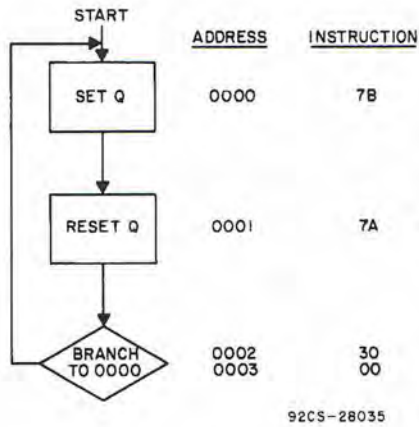 START
ADDRESS INSTRUCTION
SET Q 0000 7B
RESET Q 0001 7A
BRANCH 0002 30
TO 0000 0003 00
92CS-28035